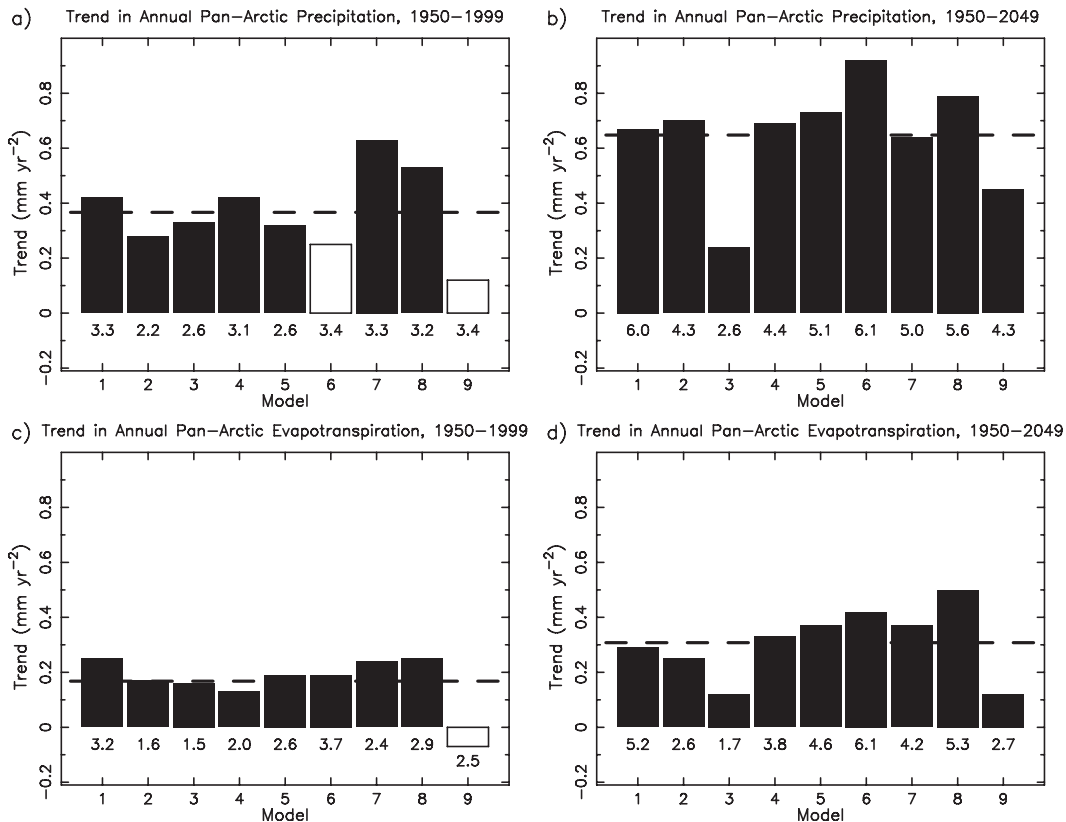 a) Trend in Annual Pan−Arctic Precipitation, 1950−1999
Trend (mm yr−2)
0.8
0.6
0.4
0.2
0
−0.2
3.3 2.2 2.6 3.1 2.6 3.4 3.3 3.2 3.4
1 2 3 4 5 6 7 8 9
Model
b) Trend in Annual Pan−Arctic Precipitation, 1950−2049
Trend (mm yr−2)
0.8
0.6
0.4
0.2
0
−0.2
6.0 4.3 2.6 4.4 5.1 6.1 5.0 5.6 4.3
1 2 3 4 5 6 7 8 9
Model
c) Trend in Annual Pan−Arctic Evapotranspiration, 1950−1999
Trend (mm yr−2)
0.8
0.6
0.4
0.2
0
−0.2
3.2 1.6 1.5 2.0 2.6 3.7 2.4 2.9 2.5
1 2 3 4 5 6 7 8 9
Model
d) Trend in Annual Pan−Arctic Evapotranspiration, 1950−2049
Trend (mm yr−2)
0.8
0.6
0.4
0.2
0
−0.2
5.2 2.6 1.7 3.8 4.6 6.1 4.2 5.3 2.7
1 2 3 4 5 6 7 8 9
Model